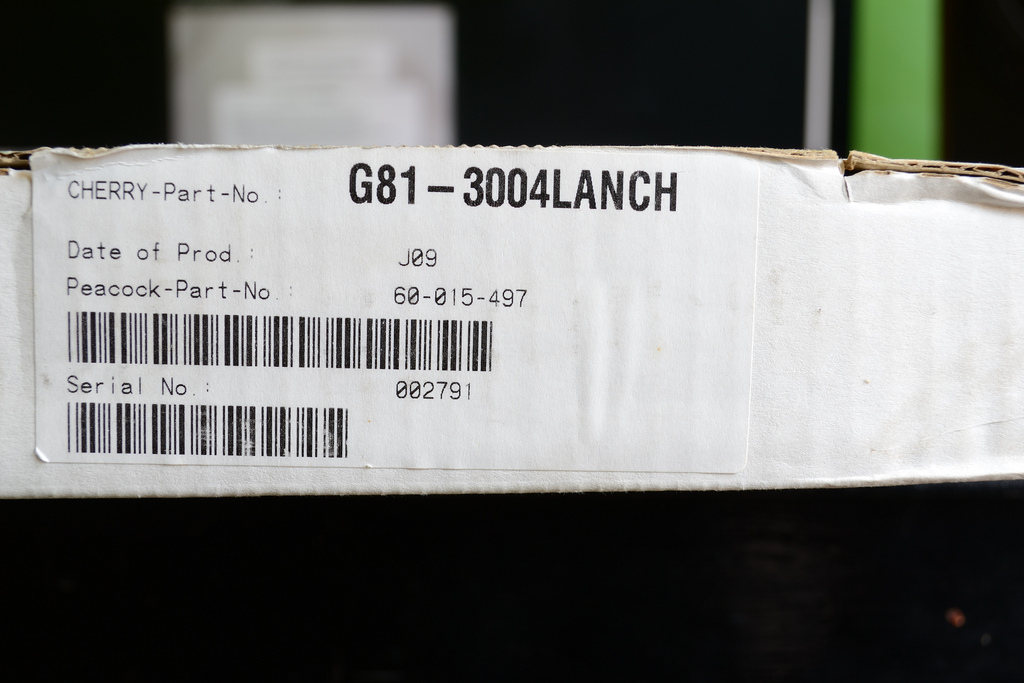 CHERRY-Part-No.: G81-3004LANCH
Date of Prod.: J09
Peacock-Part-No.: 60-015-497
Serial No.: 002791